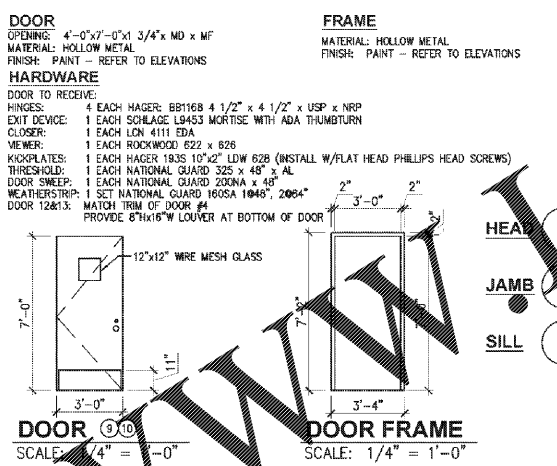 DOOR
OPENING: 4'-0"x7'-0"x1 3/4"x MD x MF
MATERIAL: HOLLOW METAL
FINISH: PAINT - REFER TO ELEVATIONS
FRAME
MATERIAL: HOLLOW METAL
FINISH: PAINT - REFER TO ELEVATIONS
HARDWARE
DOOR TO RECEIVE:
HINGES: 4 EACH HAGER: BB1168 4 1/2" x 4 1/2" x USP x NRP
EXIT DEVICE: 1 EACH SCHLAGE L9453 MORTISE WITH ADA THUMBTURN
CLOSER: 1 EACH LCN 4111 EDA
VIEWER: 1 EACH ROCKWOOD 622 x 626
KICKPLATES: 1 EACH HAGER 193S 10"x2" LDW 628 (INSTALL W/FLAT HEAD PHILLIPS HEAD SCREWS)
THRESHOLD: 1 EACH NATIONAL GUARD 325 x 48" x AL
DOOR SWEEP: 1 EACH NATIONAL GUARD 200NA x 48"
WEATHERSTRIP: 1 SET NATIONAL GUARD 160SA 1@48", 2@64"
DOOR 12&13: MATCH TRIM OF DOOR #4
PROVIDE 8"Hx16"W LOUVER AT BOTTOM OF DOOR
2" 2"
3'-0"
2"
12"x12" WIRE MESH GLASS
7'-0"
11"
3'-0"
3'-4"
HEAD
JAMB
SILL
DOOR 9 10
SCALE: 1/4" = 1'-0"
DOOR FRAME
SCALE: 1/4" = 1'-0"
WWW